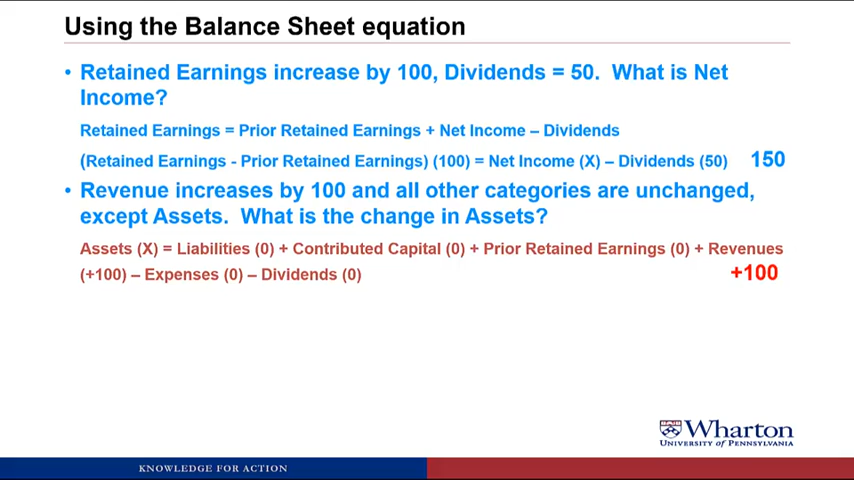 Using the Balance Sheet equation
• Retained Earnings increase by 100, Dividends = 50. What is Net
Income?
Retained Earnings = Prior Retained Earnings + Net Income – Dividends
(Retained Earnings - Prior Retained Earnings) (100) = Net Income (X) – Dividends (50) 150
• Revenue increases by 100 and all other categories are unchanged,
except Assets. What is the change in Assets?
Assets (X) = Liabilities (0) + Contributed Capital (0) + Prior Retained Earnings (0) + Revenues
(+100) – Expenses (0) – Dividends (0) +100
Wharton
UNIVERSITY of PENNSYLVANIA
KNOWLEDGE FOR ACTION